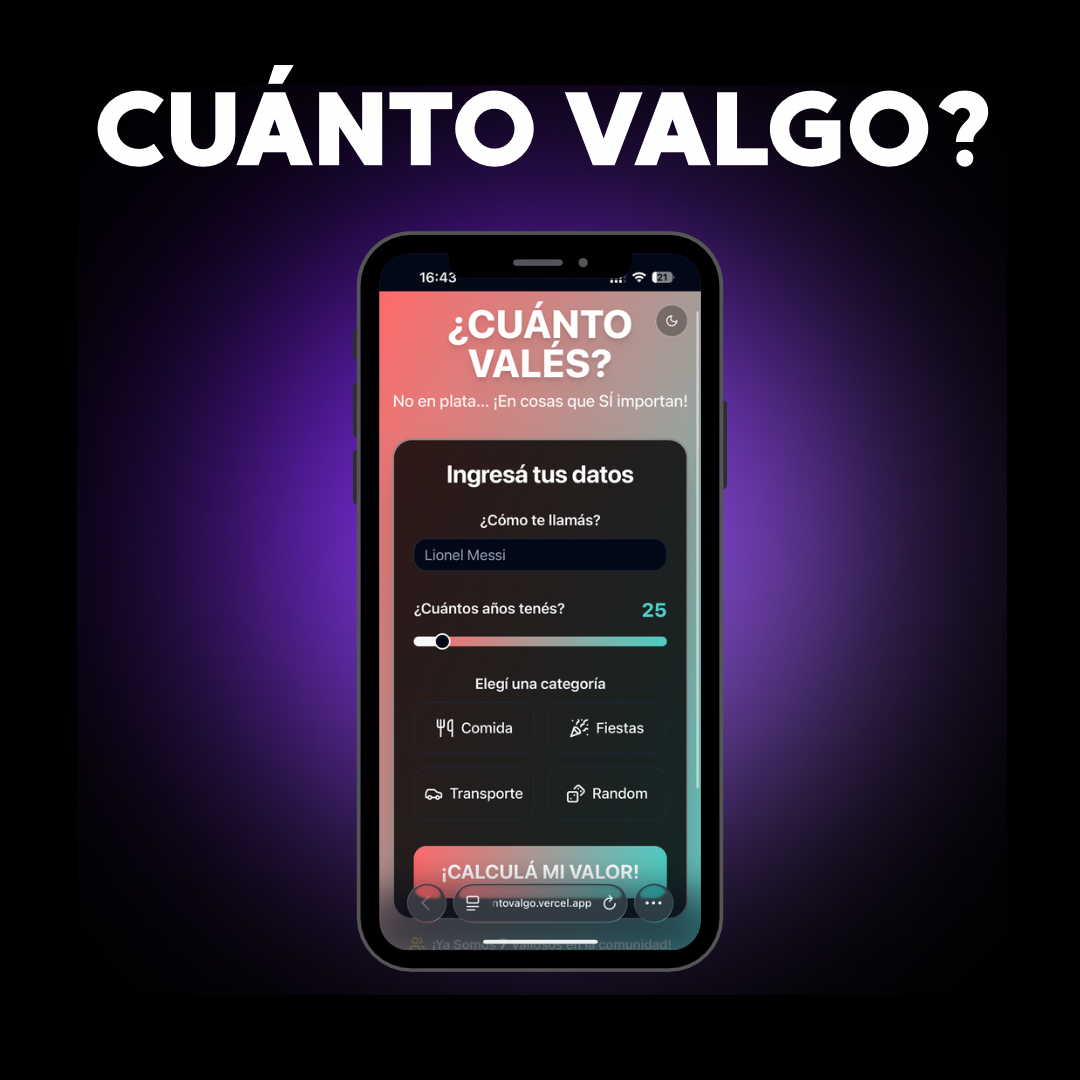 CUÁNTO VALGO?
16:43
21
¿CUÁNTO
VALÉS?
No en plata... ¡En cosas que SÍ importan!
Ingresá tus datos
¿Cómo te llamás?
Lionel Messi
¿Cuántos años tenés?
25
Elegí una categoría
Comida
Fiestas
Transporte
Random
¡CALCULÁ MI VALOR!
ntovalgo.vercel.app
¡Ya Somos 7 Valiosos en la comunidad!